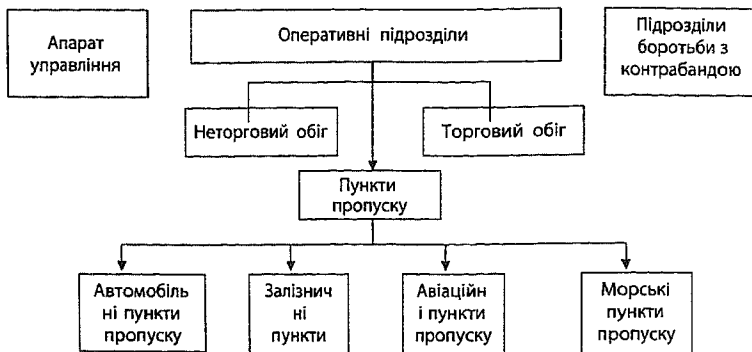 Апарат
управління
Оперативні підрозділи
Підрозділи
боротьби з
контрабандою
Неторговий обіг
Торговий обіг
Пункти
пропуску
Автомобіль
ні пункти
пропуску
Залізнич
ні
пункти
Авіаційн
і пункти
пропуску
Морські
пункти
пропуску